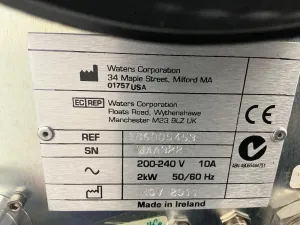 Waters Corporation
34 Maple Street, Milford MA
01757 USA
EC REP
Waters Corporation
Floats Road, Wythenshawe
Manchester M23 9LZ UK
CE
REF
SN
200-240 V 10A
2kW 50/60 Hz
Made in Ireland